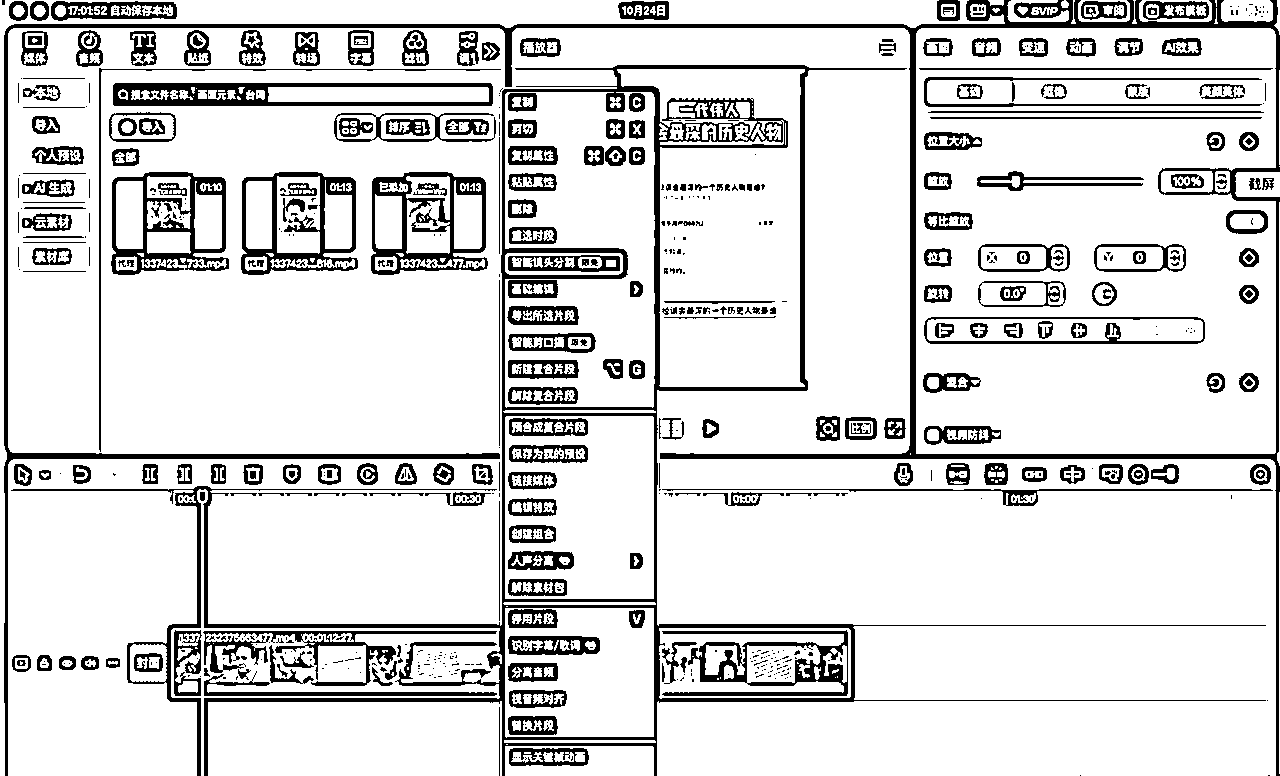 17:01:52 自动保存本地
10月24日
SVIP
审阅
发布模板
媒体
音频
文本
贴纸
特效
转场
字幕
滤镜
调节
本地
导入
个人预设
AI 生成
云素材
素材库
搜索文件名称、画面元素、台词
导入
排序
全部
全部
01:10
01:13
已添加
01:13
代理
1337423...733.mp4
代理
代理
1337423...477.mp4
播放器
二代伟人
会最深的历史人物
比例
复制
⌘ C
剪切
⌘ X
复制属性
⌘ ⇧ C
粘贴属性
删除
重选时段
智能镜头分割 限免
基础编辑
导出所选片段
智能剪口播 限免
新建复合片段
⌥ G
解除复合片段
预合成复合片段
保存为我的预设
链接媒体
编辑特效
创建组合
人声分离
解除素材包
停用片段
V
识别字幕/歌词
分离音频
视音频对齐
替换片段
显示关键帧动画
画面
音频
变速
动画
调节
AI效果
基础
抠像
蒙版
美颜美体
位置大小
缩放
100%
截屏
等比缩放
位置
X 0
Y 0
旋转
0.0°
混合
视频防抖
00:30
01:00
01:30
封面
13374232375663477.mp4 00:01:12:27